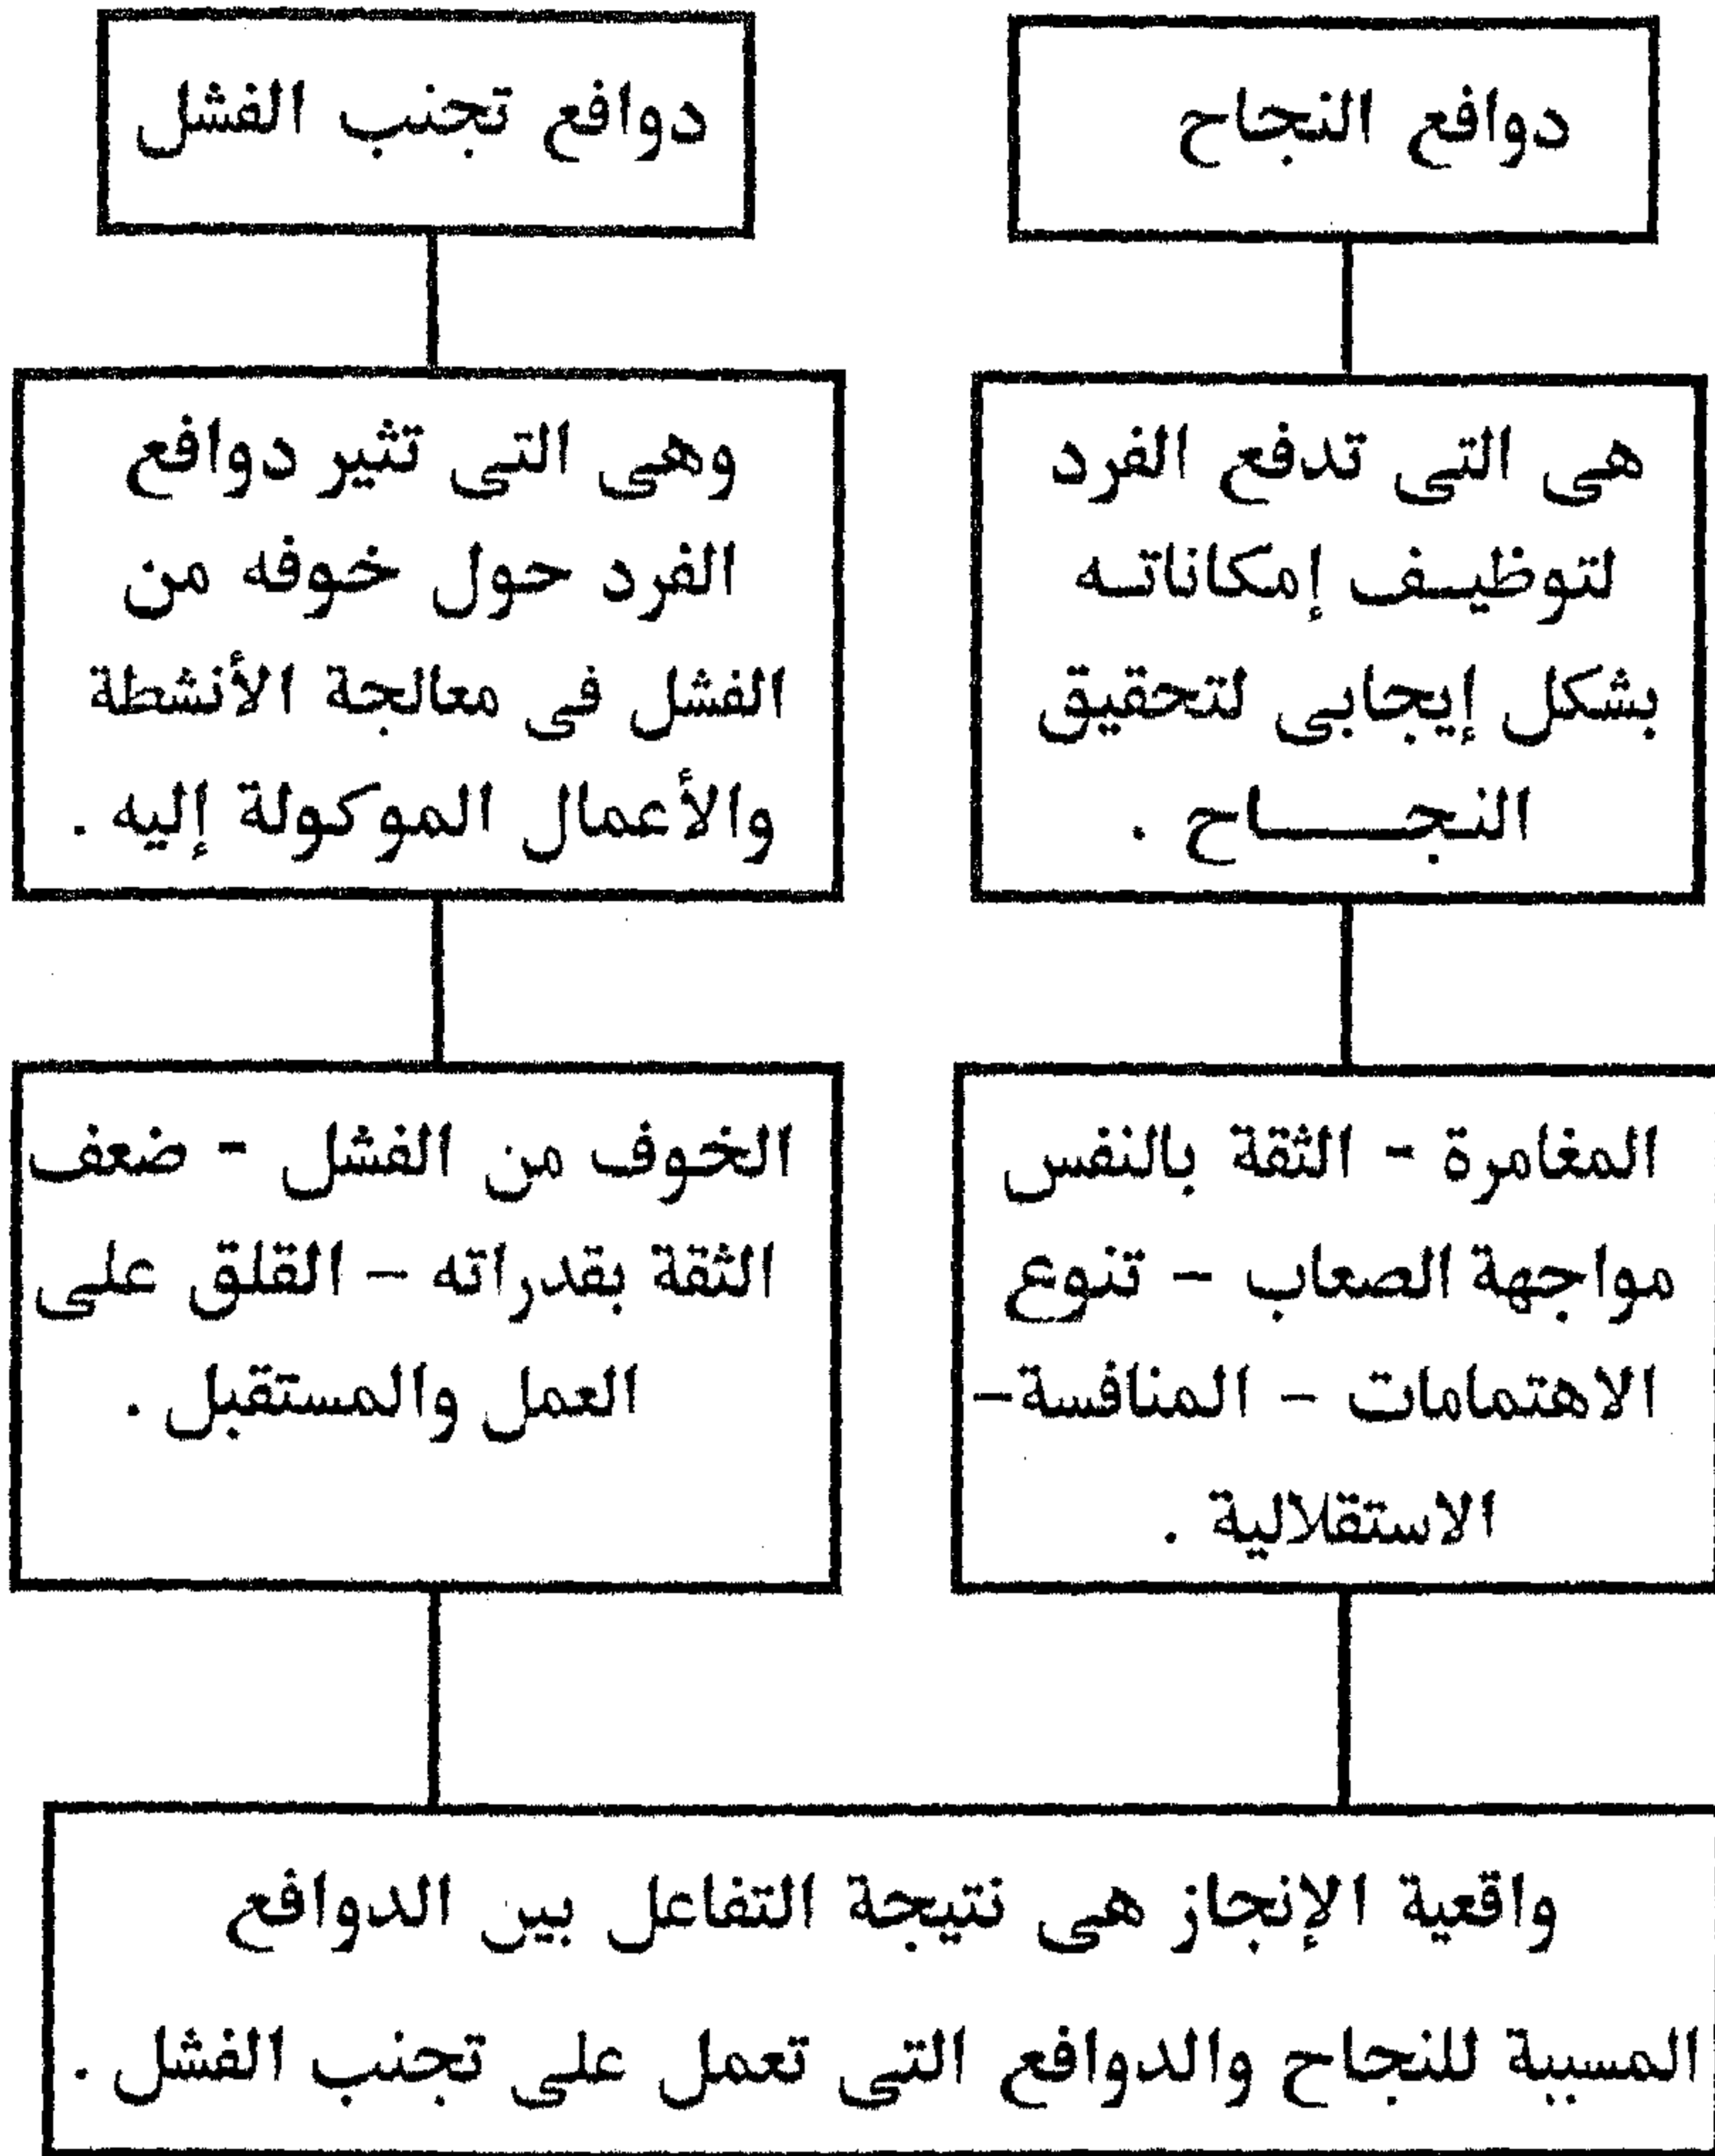 دوافع النجاح
دوافع تجنب الفشل
هى التى تدفع الفرد
لتوظيف إمكاناته
بشكل إيجابى لتحقيق
النجاح .
وهى التى تثير دوافع
الفرد حول خوفه من
الفشل فى معالجة الأنشطة
والأعمال الموكولة إليه .
المغامرة - الثقة بالنفس
مواجهة الصعاب – تنوع
الاهتمامات – المنافسة–
الاستقلالية .
الخوف من الفشل - ضعف
الثقة بقدراته – القلق على
العمل والمستقبل .
واقعية الإنجاز هى نتيجة التفاعل بين الدوافع
المسببة للنجاح والدوافع التى تعمل على تجنب الفشل .